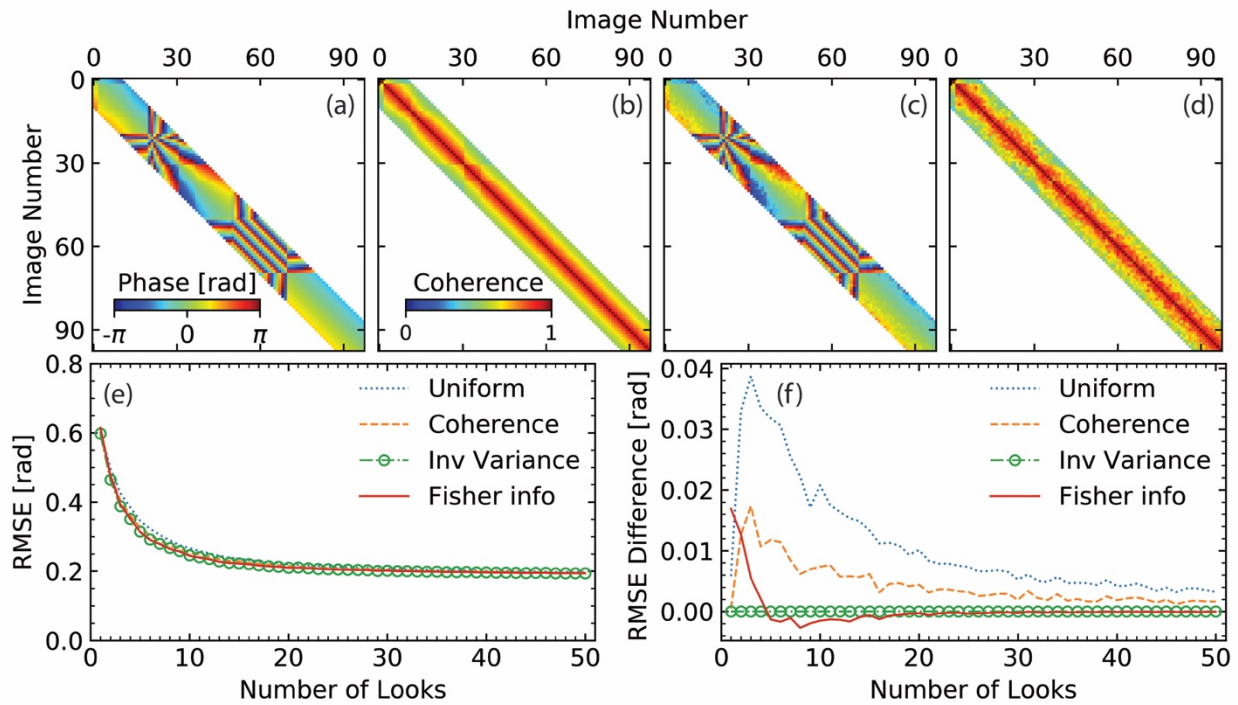 Image Number
0 30 60 90 0 30 60 90 0 30 60 90 0 30 60 90
(a) (b) (c) (d)
Image Number
0
30
60
90
Phase [rad] Coherence
-π 0 π 0 1
0.8 (e) Uniform
Coherence
0.6 Inv Variance
Fisher info
0.4
0.2
0.0
RMSE [rad]
0 10 20 30 40 50
Number of Looks
0.04 (f) Uniform
Coherence
0.03 Inv Variance
0.02 Fisher info
0.01
0.00
RMSE Difference [rad]
0 10 20 30 40 50
Number of Looks